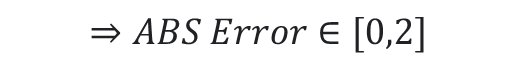 ⇒ ABS Error ∈ [0,2]